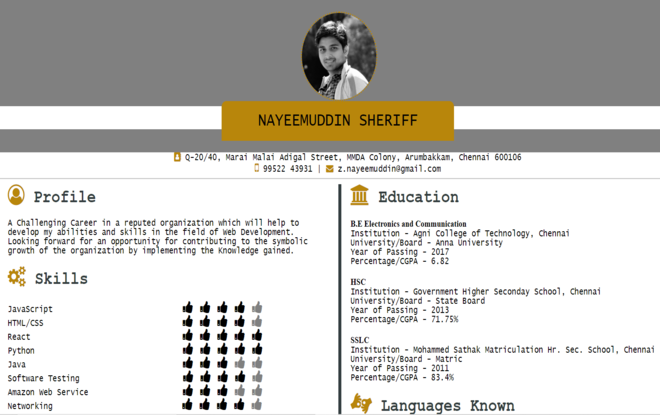 NAYEEMUDDIN SHERIFF
Q-20/40, Marai Malai Adigal Street, MMDA Colony, Arumbakkam, Chennai 600106
99522 43931 | z.nayeemuddin@gmail.com
Profile
A Challenging Career in a reputed organization which will help to
develop my abilities and skills in the field of Web Development.
Looking forward for an opportunity for contributing to the symbolic
growth of the organization by implementing the Knowledge gained.
Skills
JavaScript
HTML/CSS
React
Python
Java
Software Testing
Amazon Web Service
Networking
Education
B.E Electronics and Communication
Institution - Agni College of Technology, Chennai
University/Board - Anna University
Year of Passing - 2017
Percentage/CGPA - 6.82
HSC
Institution - Government Higher Seconday School, Chennai
University/Board - State Board
Year of Passing - 2013
Percentage/CGPA - 71.75%
SSLC
Institution - Mohammed Sathak Matriculation Hr. Sec. School, Chennai
University/Board - Matric
Year of Passing - 2011
Percentage/CGPA - 83.4%
Languages Known